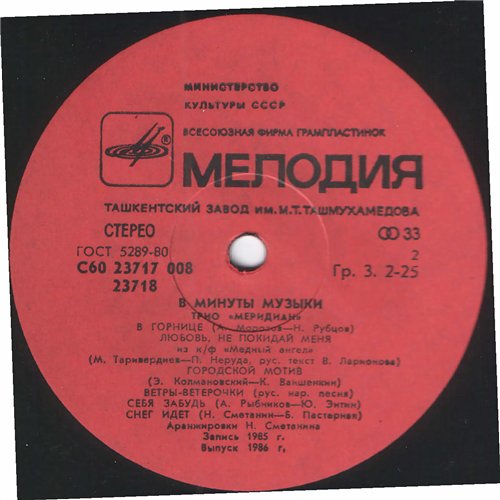 МИНИСТЕРСТВО
КУЛЬТУРЫ СССР
ВСЕСОЮЗНАЯ ФИРМА ГРАМПЛАСТИНОК
® МЕЛОДИЯ
ТАШКЕНТСКИЙ ЗАВОД ИМ. М.Т. ТАШМУХАМЕДОВА
СТЕРЕО 33
ГОСТ 5289-80 2
С60 23717 008 Гр. 3. 2-25
23718
В МИНУТЫ МУЗЫКИ
ТРИО «МЕРИДИАН»
В ГОРНИЦЕ (А. Морозов—Н. Рубцов)
ЛЮБОВЬ, НЕ ПОКИДАЙ МЕНЯ
из к/ф «Медный ангел»
(М. Таривердиев—П. Неруда, рус. текст В. Ларионова)
ГОРОДСКОЙ МОТИВ
(Э. Колмановский—К. Ваншенкин)
ВЕТРЫ-ВЕТЕРОЧКИ (рус. нар. песня)
СЕБЯ ЗАБУДЬ (А. Рыбников—Ю. Энтин)
СНЕГ ИДЕТ (Н. Сметанин—Б. Пастернак)
Аранжировки Н. Сметанина
Запись 1985 г.
Выпуск 1986 г.